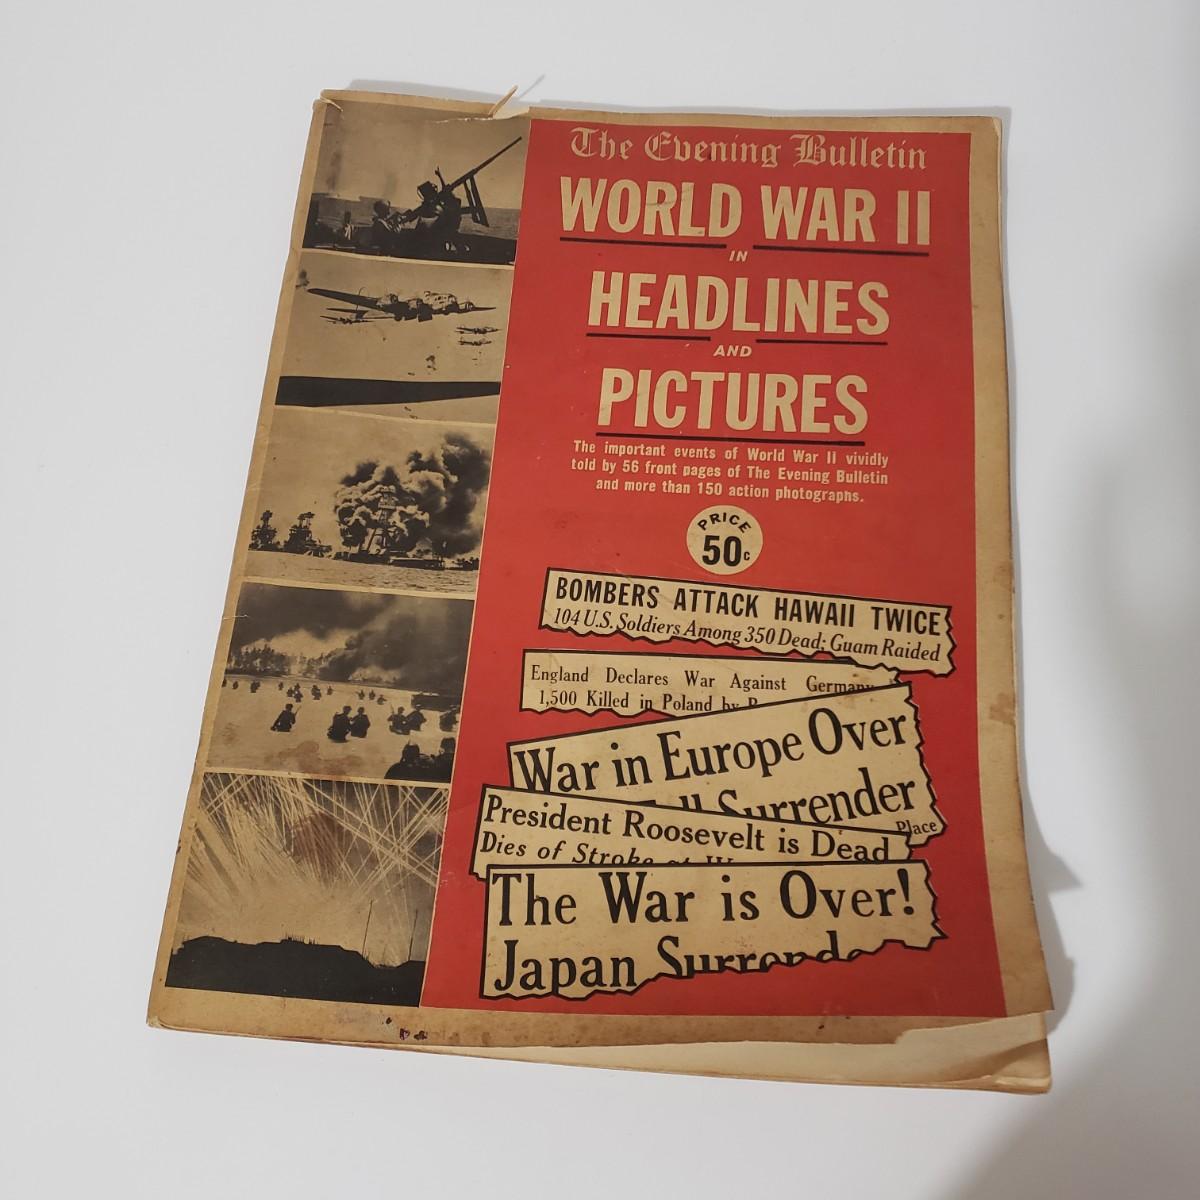 The Evening Bulletin
WORLD WAR II
IN
HEADLINES
AND
PICTURES
The important events of World War II vividly
told by 56 front pages of The Evening Bulletin
and more than 150 action photographs.
PRICE
50c
BOMBERS ATTACK HAWAII TWICE
104 U.S. Soldiers Among 350 Dead; Guam Raided
England Declares War Against Germany
1,500 Killed in Poland by
War in Europe Over
Surrender
Place
President Roosevelt is Dead
Dies of Stroke at
The War is Over!
Japan